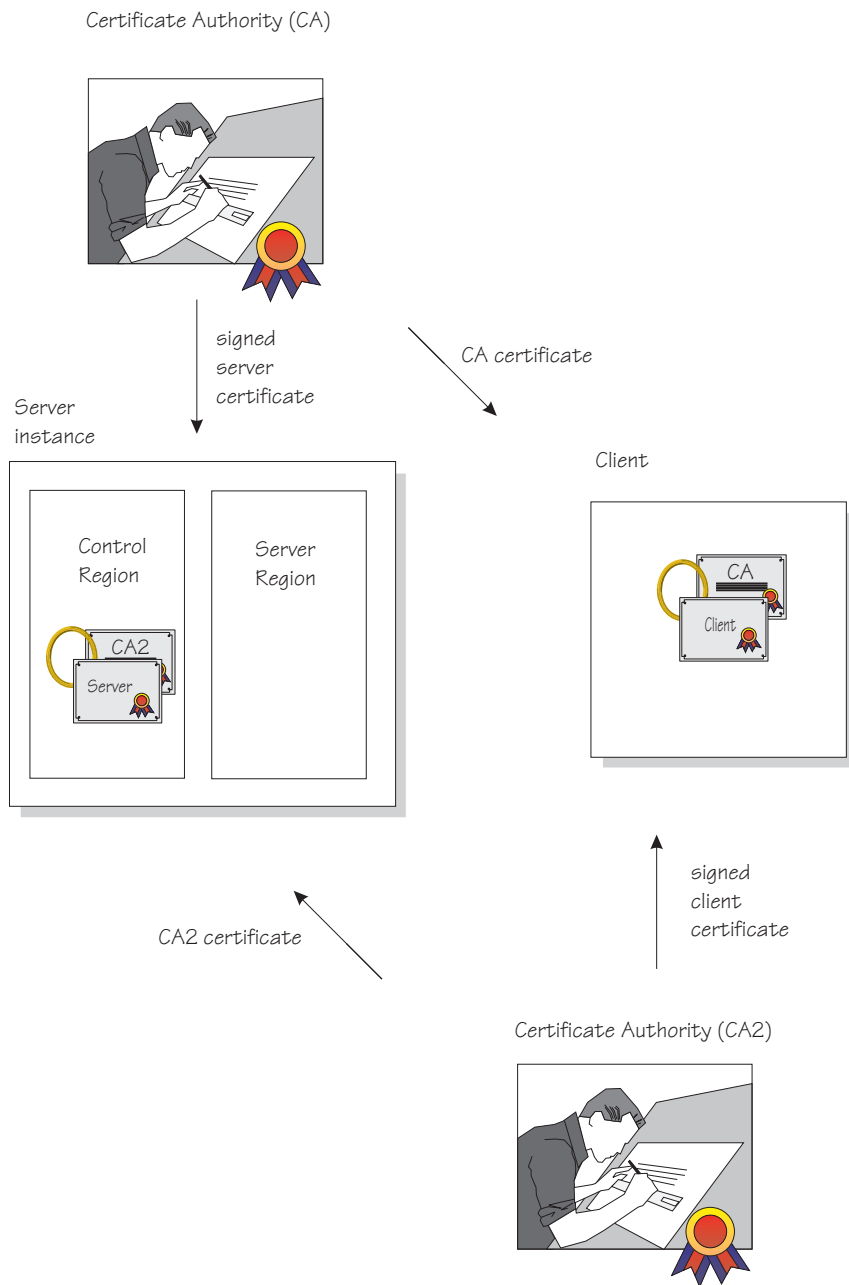 Certificate Authority (CA)
signed
server
certificate
CA certificate
Server
instance
Client
Control
Region
Server
Region
CA
Client
CA2
Server
signed
client
certificate
CA2 certificate
Certificate Authority (CA2)